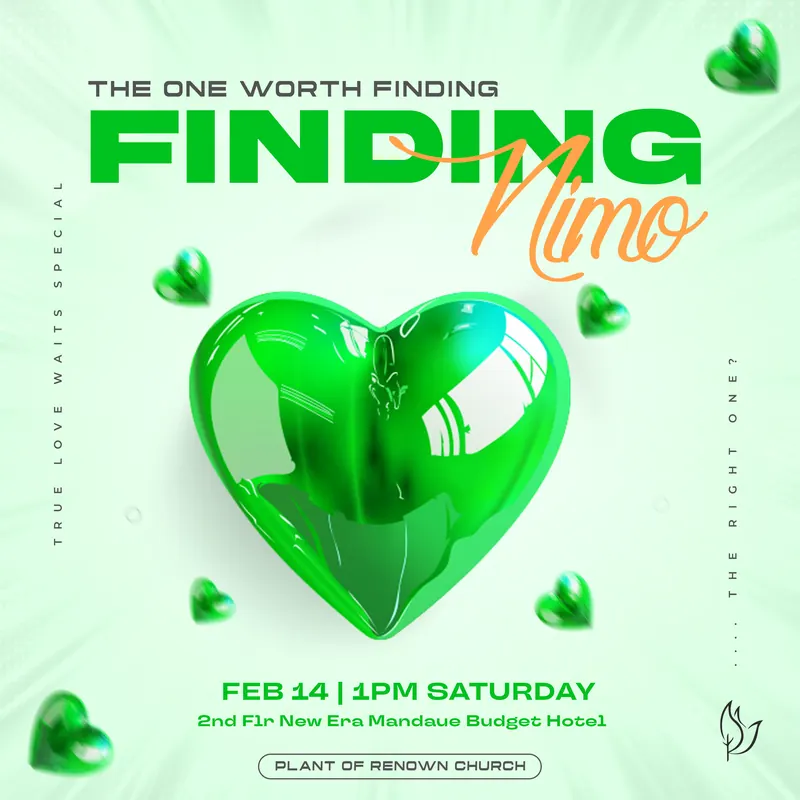 THE ONE WORTH FINDING
FINDING
Nimo
TRUE LOVE WAITS SPECIAL
.... THE RIGHT ONE?
FEB 14 | 1PM SATURDAY
2nd Flr New Era Mandaue Budget Hotel
PLANT OF RENOWN CHURCH